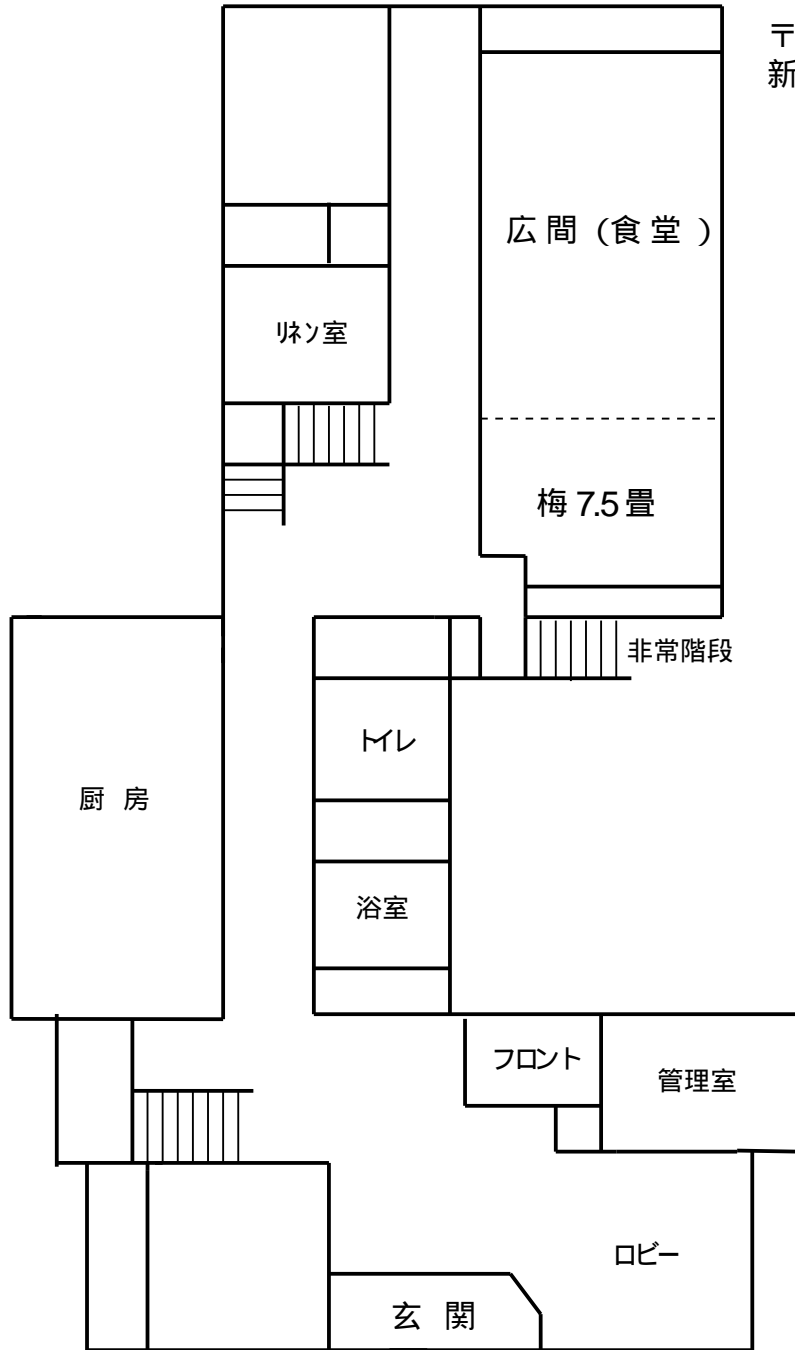 〒
新
広間(食堂)
リネン室
梅 7.5畳
非常階段
トイレ
厨房
浴室
フロント
管理室
ロビー
玄関